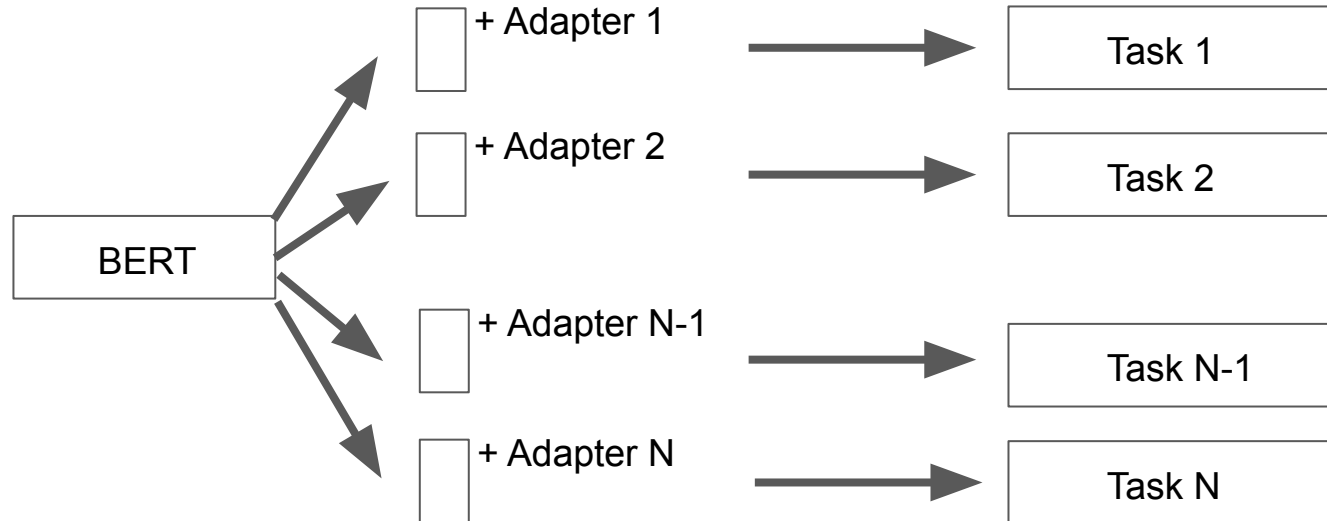 + Adapter 1
Task 1
+ Adapter 2
Task 2
BERT
+ Adapter N-1
Task N-1
+ Adapter N
Task N